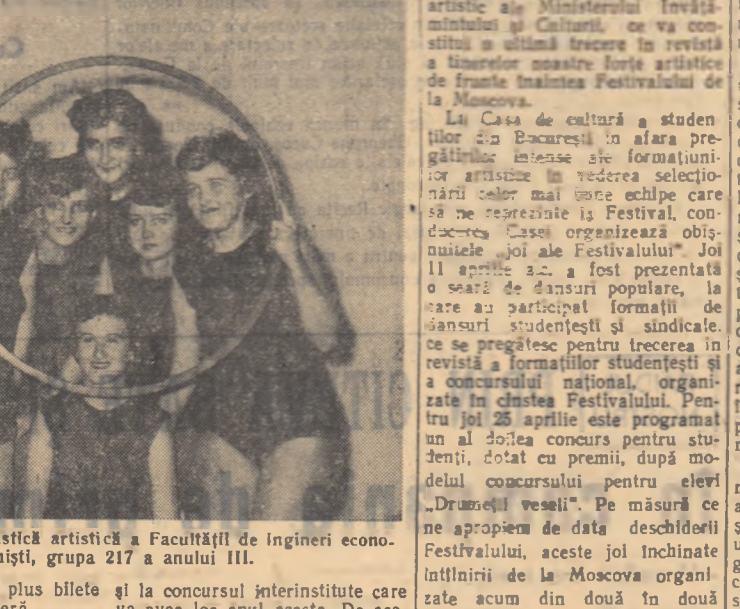 stică artistică a Facultății de Ingineri econo-
niști, grupa 217 a anului III.
plus bilete și la concursul interinstitute care
artistic ale Ministerului Învăță-
mîntului și Culturii, ce va con-
stitui o ultimă trecere în revistă
a tinerelor noastre forțe artistice
de frunte înaintea Festivalului de
la Moscova.
La Casa de cultură a studen
ților din București în afara pre-
gătirilor intense ale formațiuni-
lor artistice în vederea selecțio-
nării celor mai bune echipe care
să ne reprezinte la Festival, con-
ducerea Casei organizează obiș-
nuitele „joi ale Festivalului”. Joi
11 aprilie a.c. a fost prezentată
o seară de dansuri populare, la
care au participat formații de
dansuri studențești și sindicale.
ce se pregătesc pentru trecerea în
revistă a formațiilor studențești și
a concursului național, organi-
zate în cinstea Festivalului. Pen-
tru joi 25 aprilie este programat
un al doilea concurs pentru stu-
denți, dotat cu premii, după mo-
delul concursului pentru elevi
„Drumeții veseli”. Pe măsură ce
ne apropiem de data deschiderii
Festivalului, aceste joi închinate
întîlnirii de la Moscova organi-
zate acum din două în două